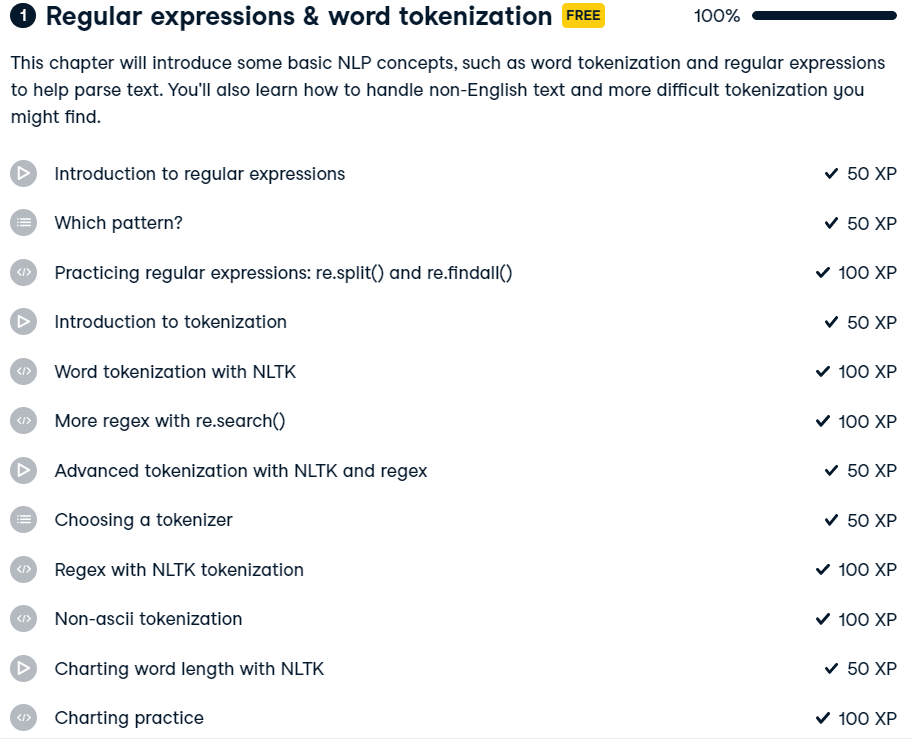 1 Regular expressions & word tokenization FREE 100%
This chapter will introduce some basic NLP concepts, such as word tokenization and regular expressions
to help parse text. You'll also learn how to handle non-English text and more difficult tokenization you
might find.
Introduction to regular expressions 50 XP
Which pattern? 50 XP
Practicing regular expressions: re.split() and re.findall() 100 XP
Introduction to tokenization 50 XP
Word tokenization with NLTK 100 XP
More regex with re.search() 100 XP
Advanced tokenization with NLTK and regex 50 XP
Choosing a tokenizer 50 XP
Regex with NLTK tokenization 100 XP
Non-ascii tokenization 100 XP
Charting word length with NLTK 50 XP
Charting practice 100 XP